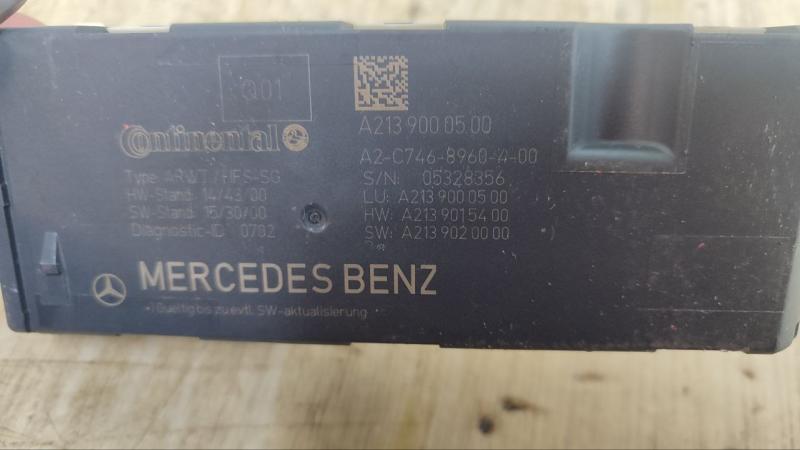 Q01
Continental
A213 900 05 00
A2-C746-8960-4-00
Type: ARWT/HFS-SG
HW-Stand: 14/43/00
SW-Stand: 15/30/00
Diagnostic-ID 0702
S/N: 05328356
LU: A213 900 05 00
HW: A213 901 54 00
SW: A213 902 00 00 *)
MERCEDES BENZ
*) Gueltig bis zu evtl. SW-aktualisierung